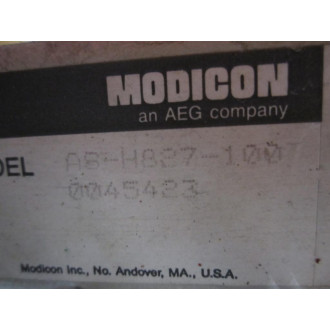 MODICON
an AEG company
DEL AS-H827-100
0045423
Modicon Inc., No. Andover, MA., U.S.A.